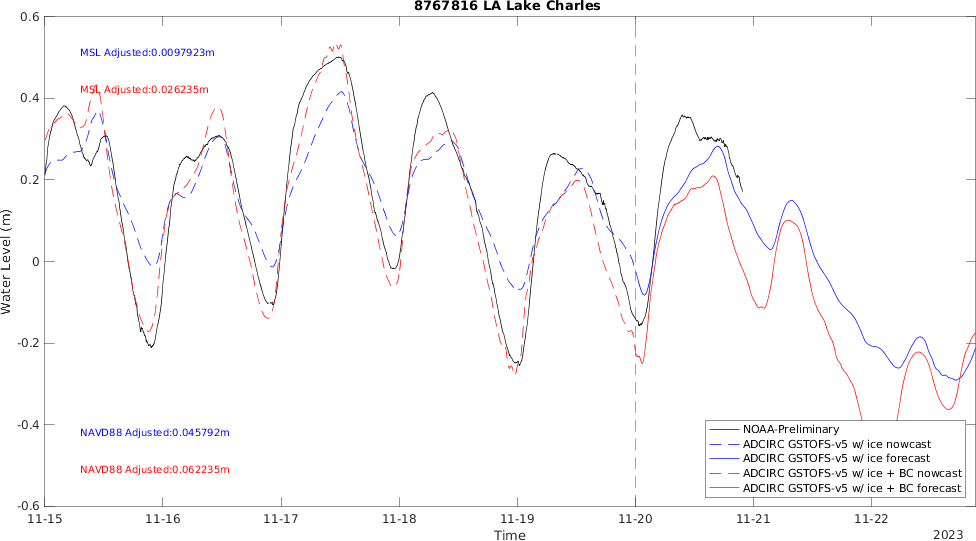 8767816 LA Lake Charles
MSL Adjusted:0.0097923m
MSL Adjusted:0.026235m
NAVD88 Adjusted:0.045792m
NAVD88 Adjusted:0.062235m
Water Level (m)
0.6
0.4
0.2
0
-0.2
-0.4
-0.6
NOAA-Preliminary
ADCIRC GSTOFS-v5 w/ ice nowcast
ADCIRC GSTOFS-v5 w/ ice forecast
ADCIRC GSTOFS-v5 w/ ice + BC nowcast
ADCIRC GSTOFS-v5 w/ ice + BC forecast
11-15 11-16 11-17 11-18 11-19 11-20 11-21 11-22
Time
2023